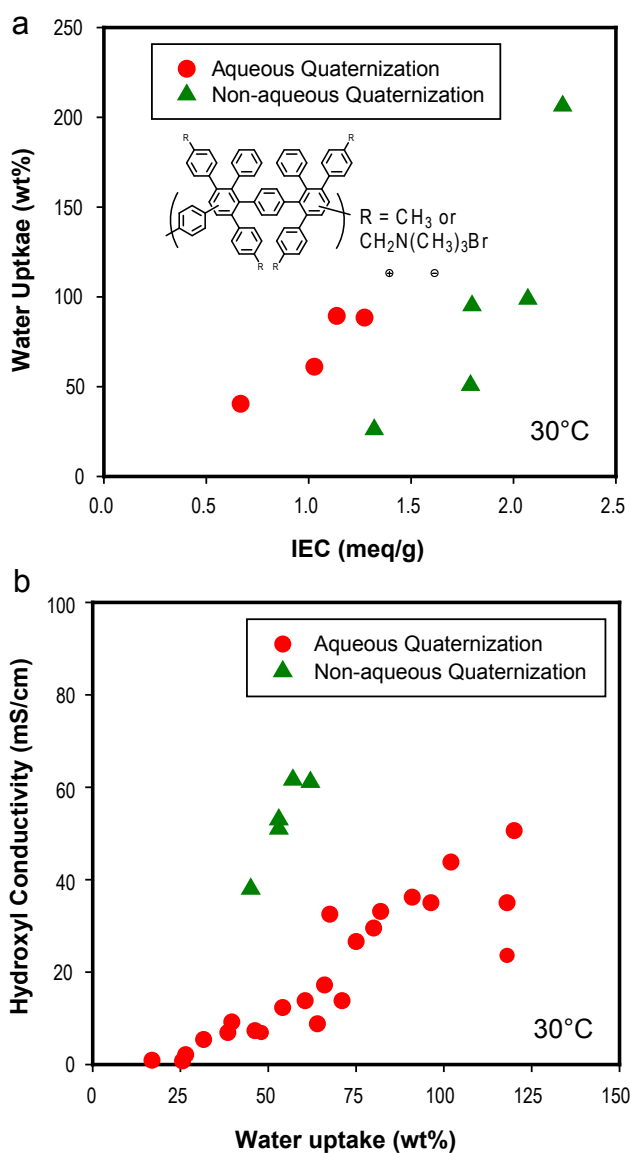 a
250
200
150
100
50
0
Water Uptkae (wt%)
Aqueous Quaternization
Non-aqueous Quaternization
R
R
R
R
R = CH3 or
CH2N(CH3)3Br
⊕ ⊖
30°C
0.0 0.5 1.0 1.5 2.0 2.5
IEC (meq/g)
b
100
80
60
40
20
0
Hydroxyl Conductivity (mS/cm)
Aqueous Quaternization
Non-aqueous Quaternization
30°C
0 25 50 75 100 125 150
Water uptake (wt%)